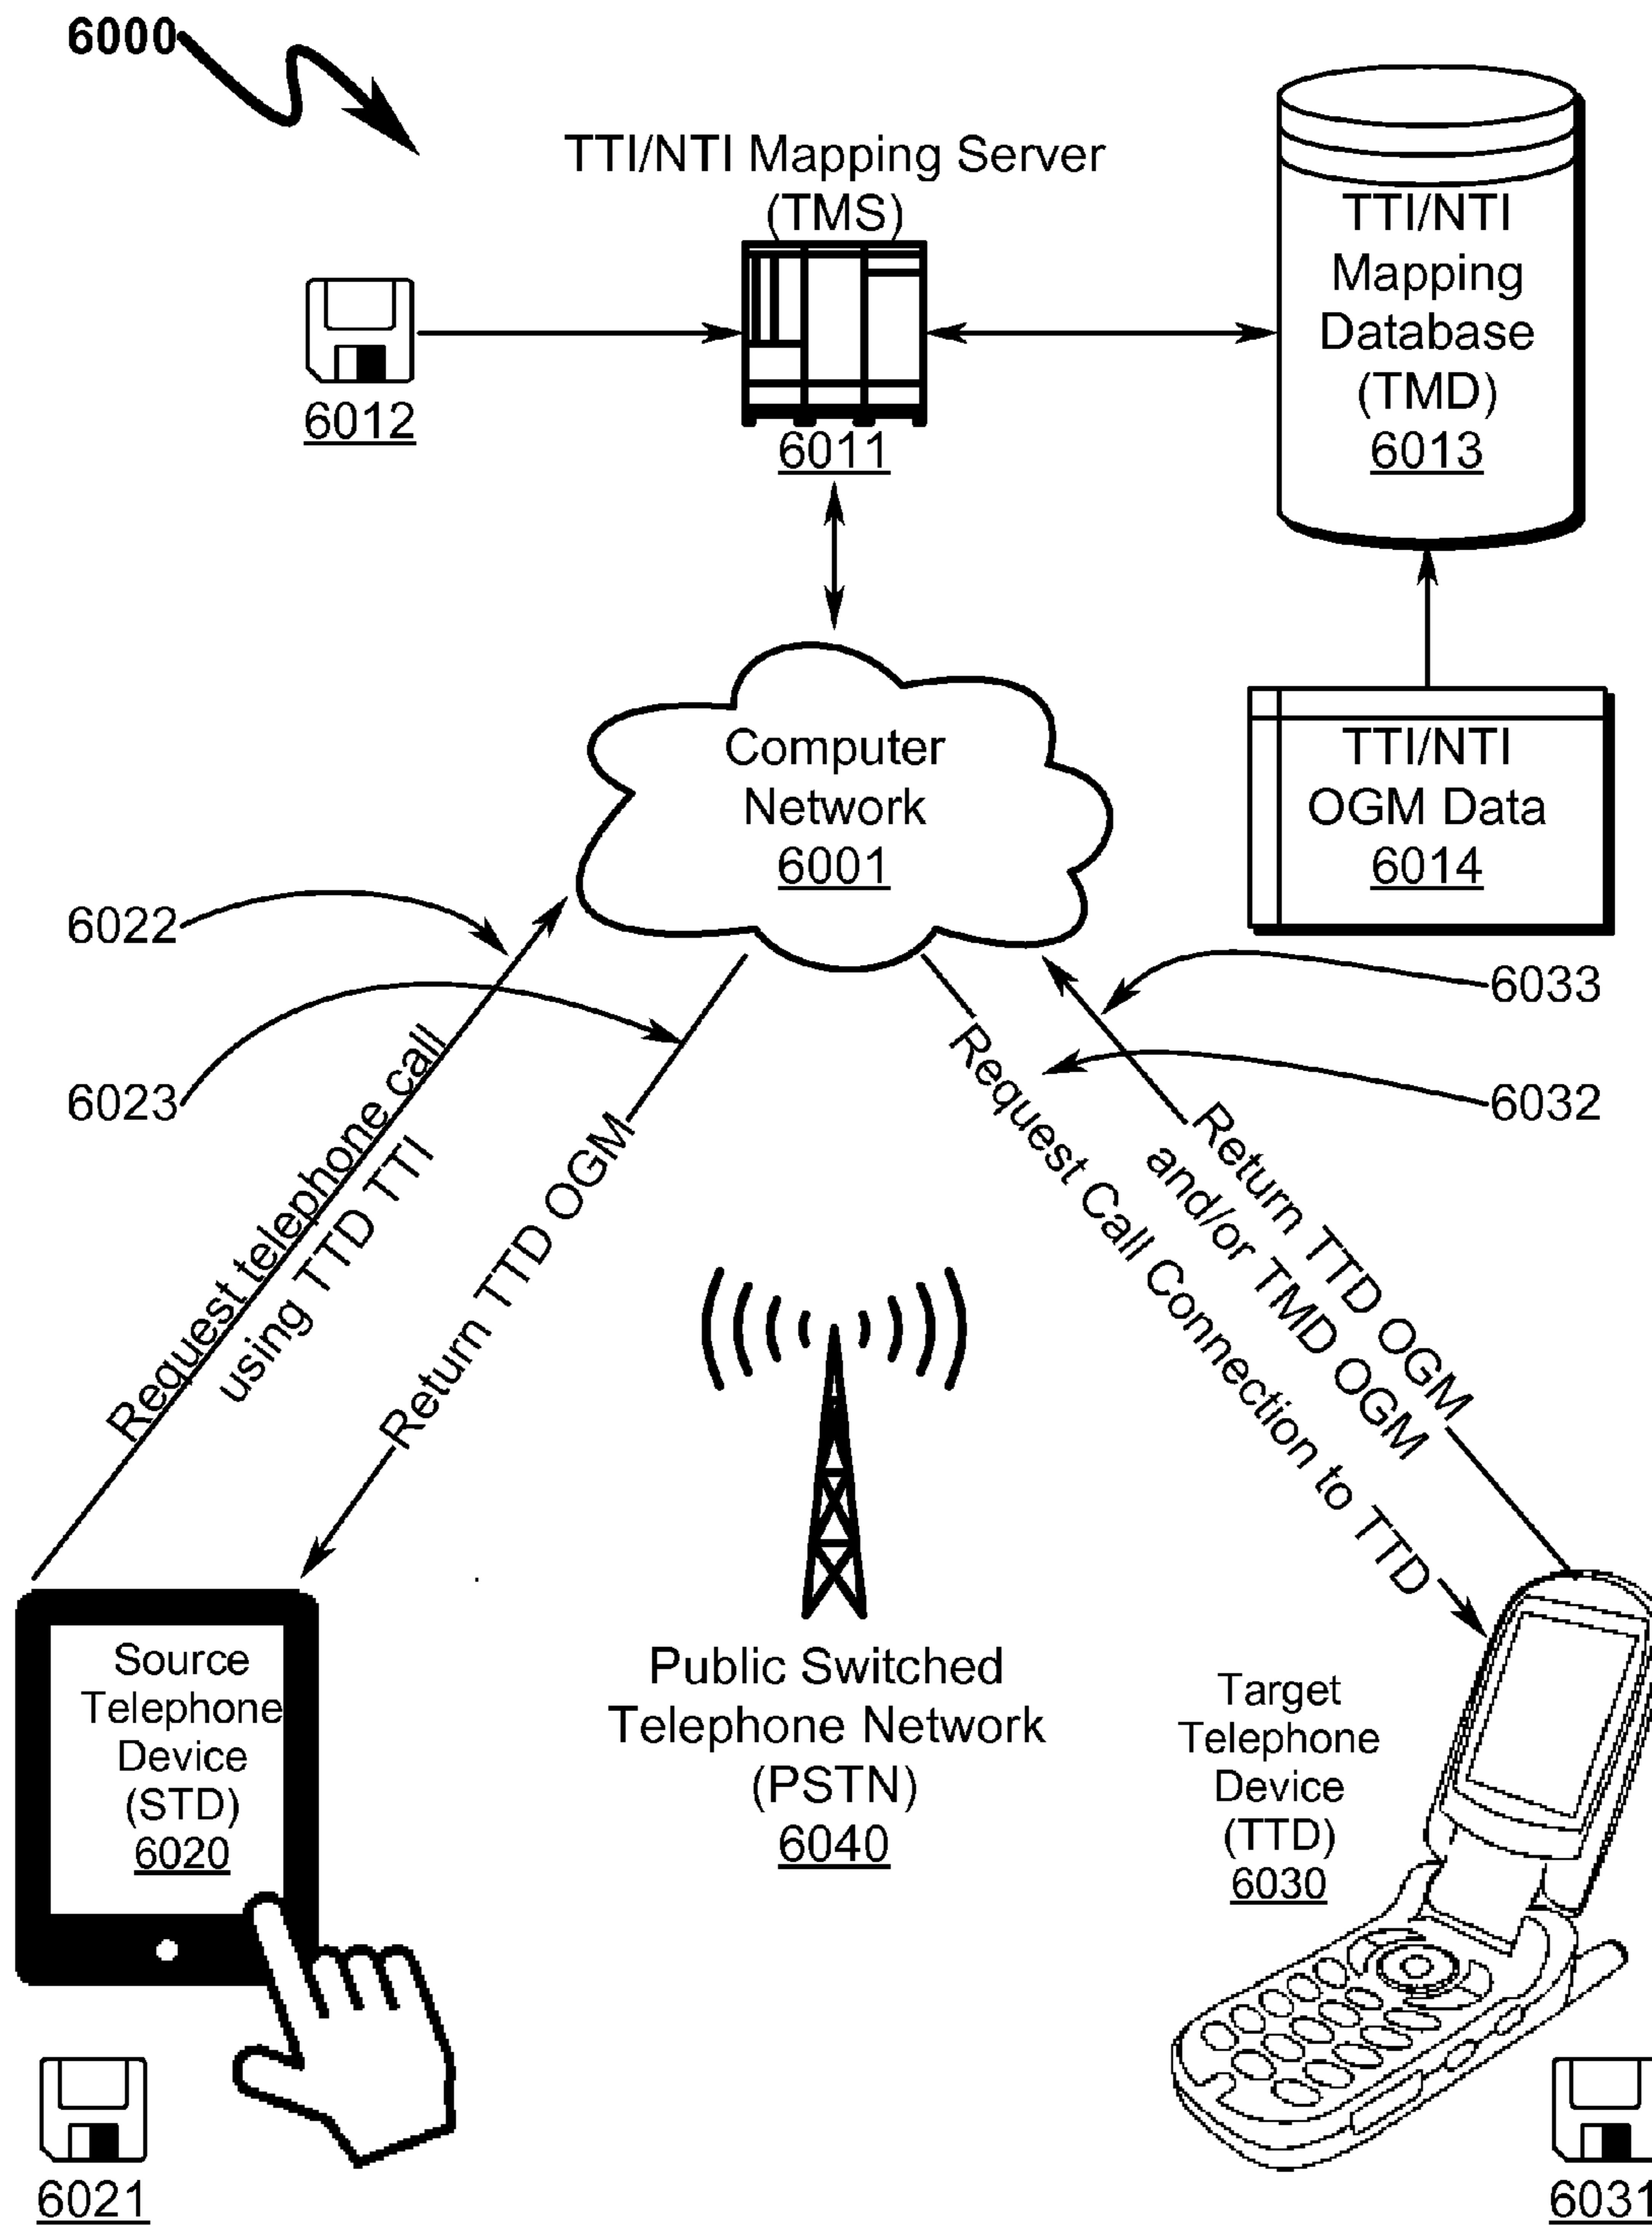 6000
TTI/NTI Mapping Server
(TMS)
6011
6012
TTI/NTI
Mapping
Database
(TMD)
6013
Computer
Network
6001
TTI/NTI
OGM Data
6014
6022
6023
6033
6032
Request telephone call
using TTD TTI
Return TTD OGM
Request Call Connection to TTD
Return TTD OGM
and/or TMD OGM
Source
Telephone
Device
(STD)
6020
Public Switched
Telephone Network
(PSTN)
6040
Target
Telephone
Device
(TTD)
6030
6021
6031